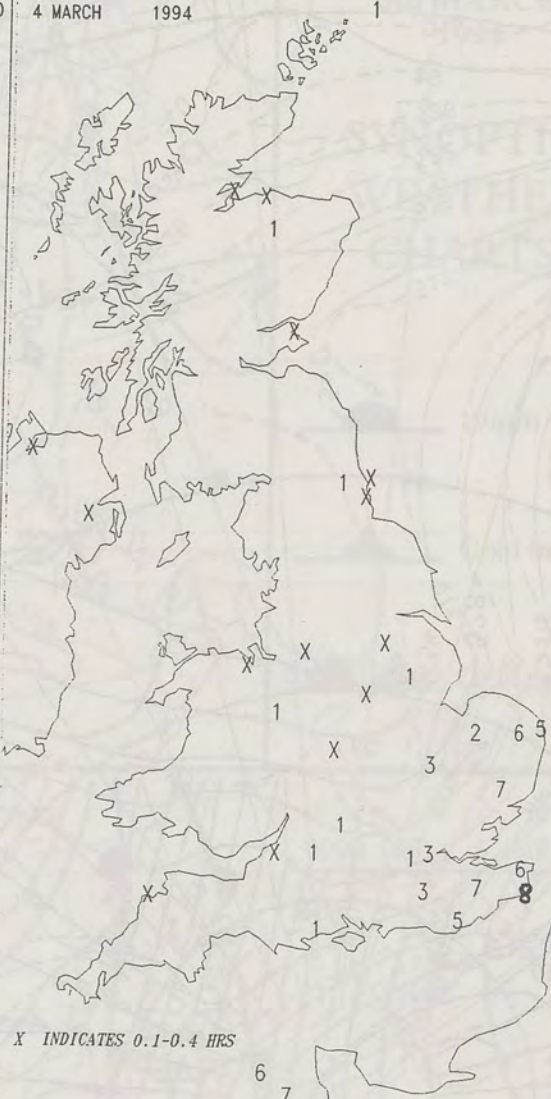 4 MARCH 1994 1
X X
1
X
X
1 X
X
X
X X
X 1
X
1
2 6 5
X
3
7
1
X 1 1 3
6
X 3 7 8
1 5
X INDICATES 0.1-0.4 HRS
6
7